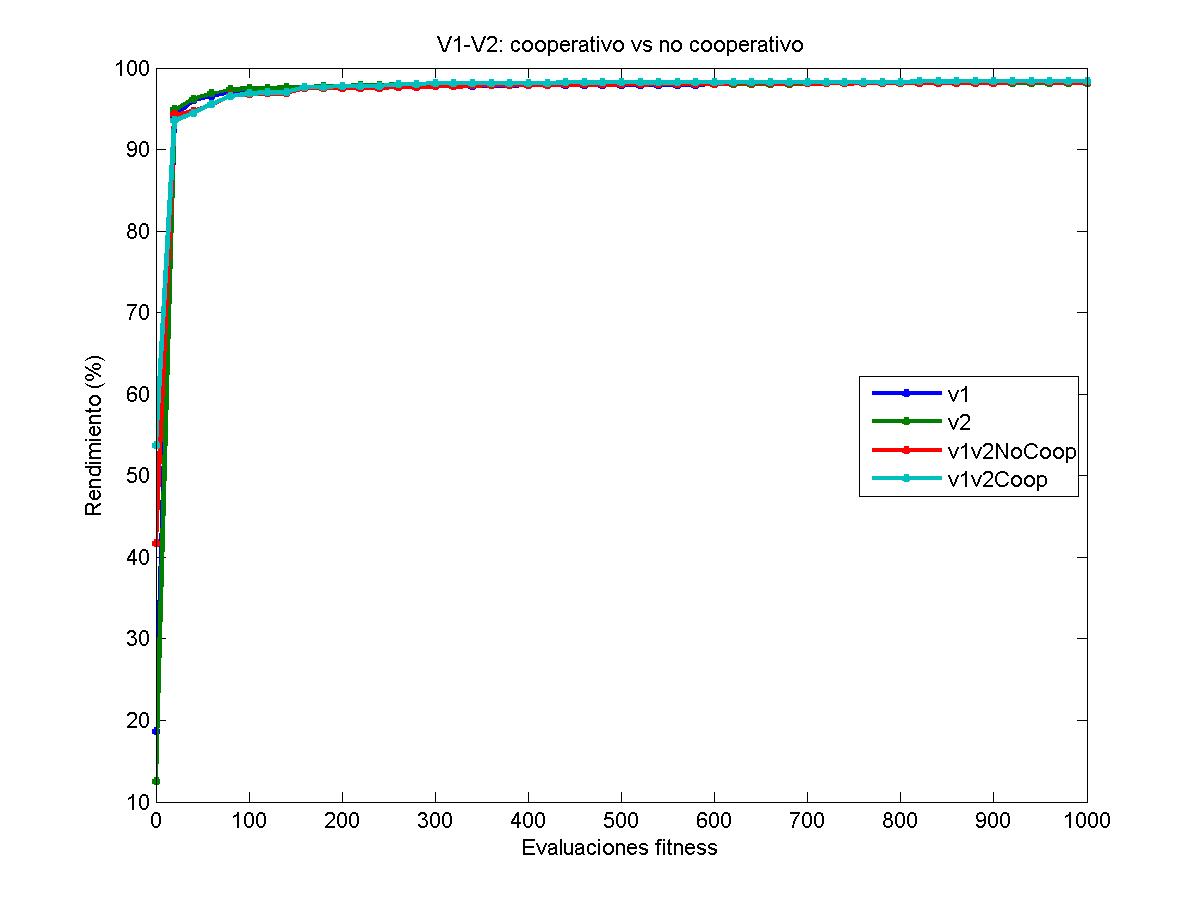 V1-V2: cooperativo vs no cooperativo
100
90
80
70
60
50
40
30
20
10
Rendimiento (%)
v1
v2
v1v2NoCoop
v1v2Coop
0 100 200 300 400 500 600 700 800 900 1000
Evaluaciones fitness